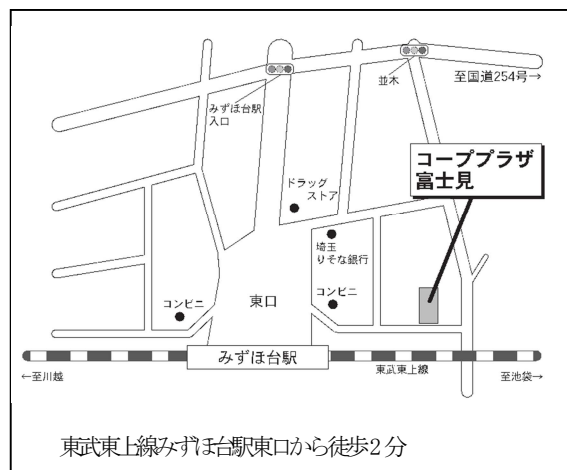 並木
至国道254号→
みずほ台駅
入口
コーププラザ
富士見
ドラッグ
ストア
埼玉
りそな銀行
コンビニ
東口
コンビニ
みずほ台駅
東武東上線
←至川越
至池袋→
東武東上線みずほ台駅東口から徒歩2分